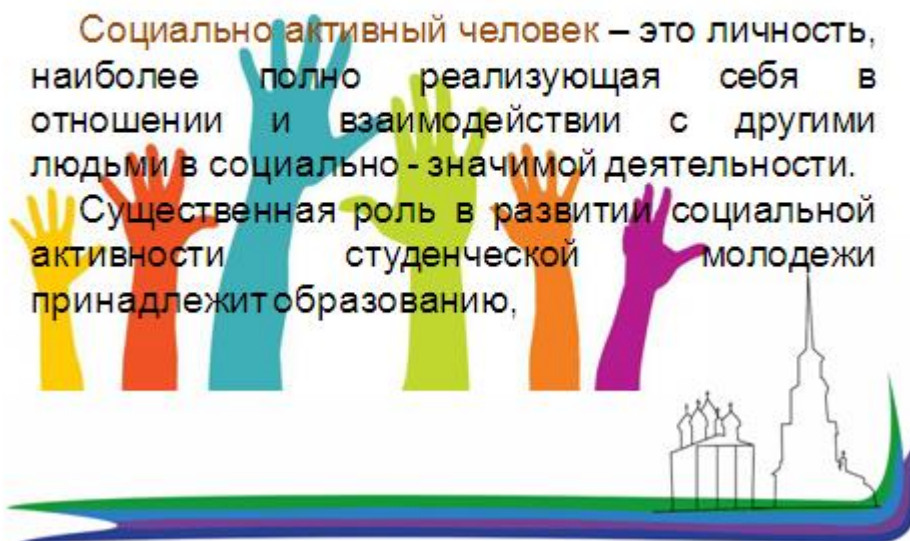 Социально активный человек – это личность,
наиболее полно реализующая себя в
отношении и взаимодействии с другими
людьми в социально - значимой деятельности.
Существенная роль в развитии социальной
активности студенческой молодежи
принадлежит образованию,